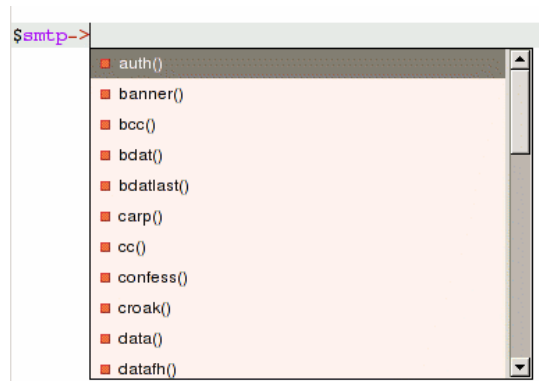 $smtp->
auth()
banner()
bcc()
bdat()
bdatlast()
carp()
cc()
confess()
croak()
data()
datafh()